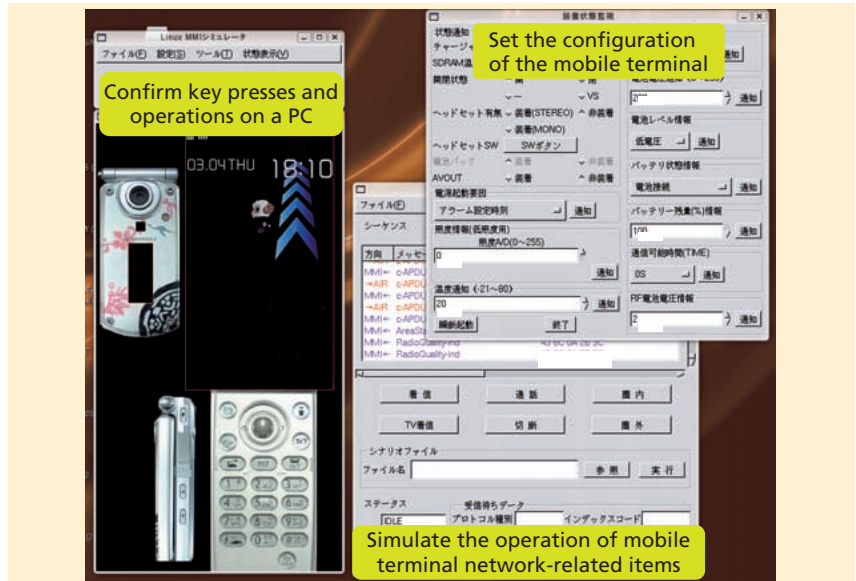 Linux MMIシミュレータ
ファイル(F) 設定(S) ツール(T) 状態表示(V)
Confirm key presses and
operations on a PC
03.04 THU 18:10
装置状態監視
状態通知
チャージャ
SDRAM温
開閉状態
VS
ヘッドセット有無 装着(STEREO) 非装着
装着(MONO)
ヘッドセットSW SWボタン
電池パック 装着 非装着
AVOUT 装着 非装着
電源起動要因
アラーム設定時刻 通知
照度情報(低照度用)
照度A/D(0~255)
0
通知
温度通知 (-21~80)
20 通知
瞬断起動 終了
Set the configuration
of the mobile terminal
通知
通知
電池レベル情報
低電圧 通知
バッテリ状態情報
電池接続 通知
バッテリー残量(%)情報
100 通知
通信可能時間(TIME)
0S 通知
RF電池電圧情報
2 通知
ファイル(F)
シーケンス
方向 メッセー
MMI← c-APDU
→AIR c-APDU
MMI← c-APDU
MMI← AreaSta
MMI← RadioQuality-ind
MMI← RadioQuality-ind
着信 通話 圏内
TV着信 切断 圏外
シナリオファイル
ファイル名 参照 実行
ステータス 受信待ちデータ
IDLE プロトコル種別 インデックスコード
Simulate the operation of mobile
terminal network-related items